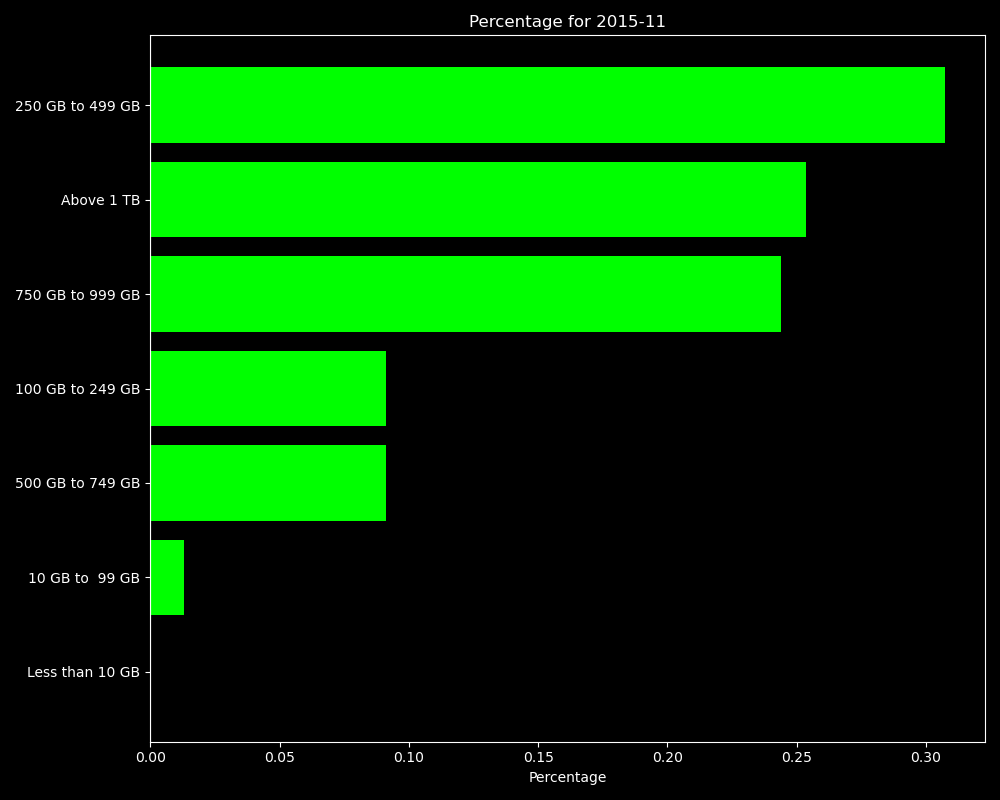 Percentage for 2015-11
250 GB to 499 GB
Above 1 TB
750 GB to 999 GB
100 GB to 249 GB
500 GB to 749 GB
10 GB to  99 GB
Less than 10 GB
0.00 0.05 0.10 0.15 0.20 0.25 0.30
Percentage